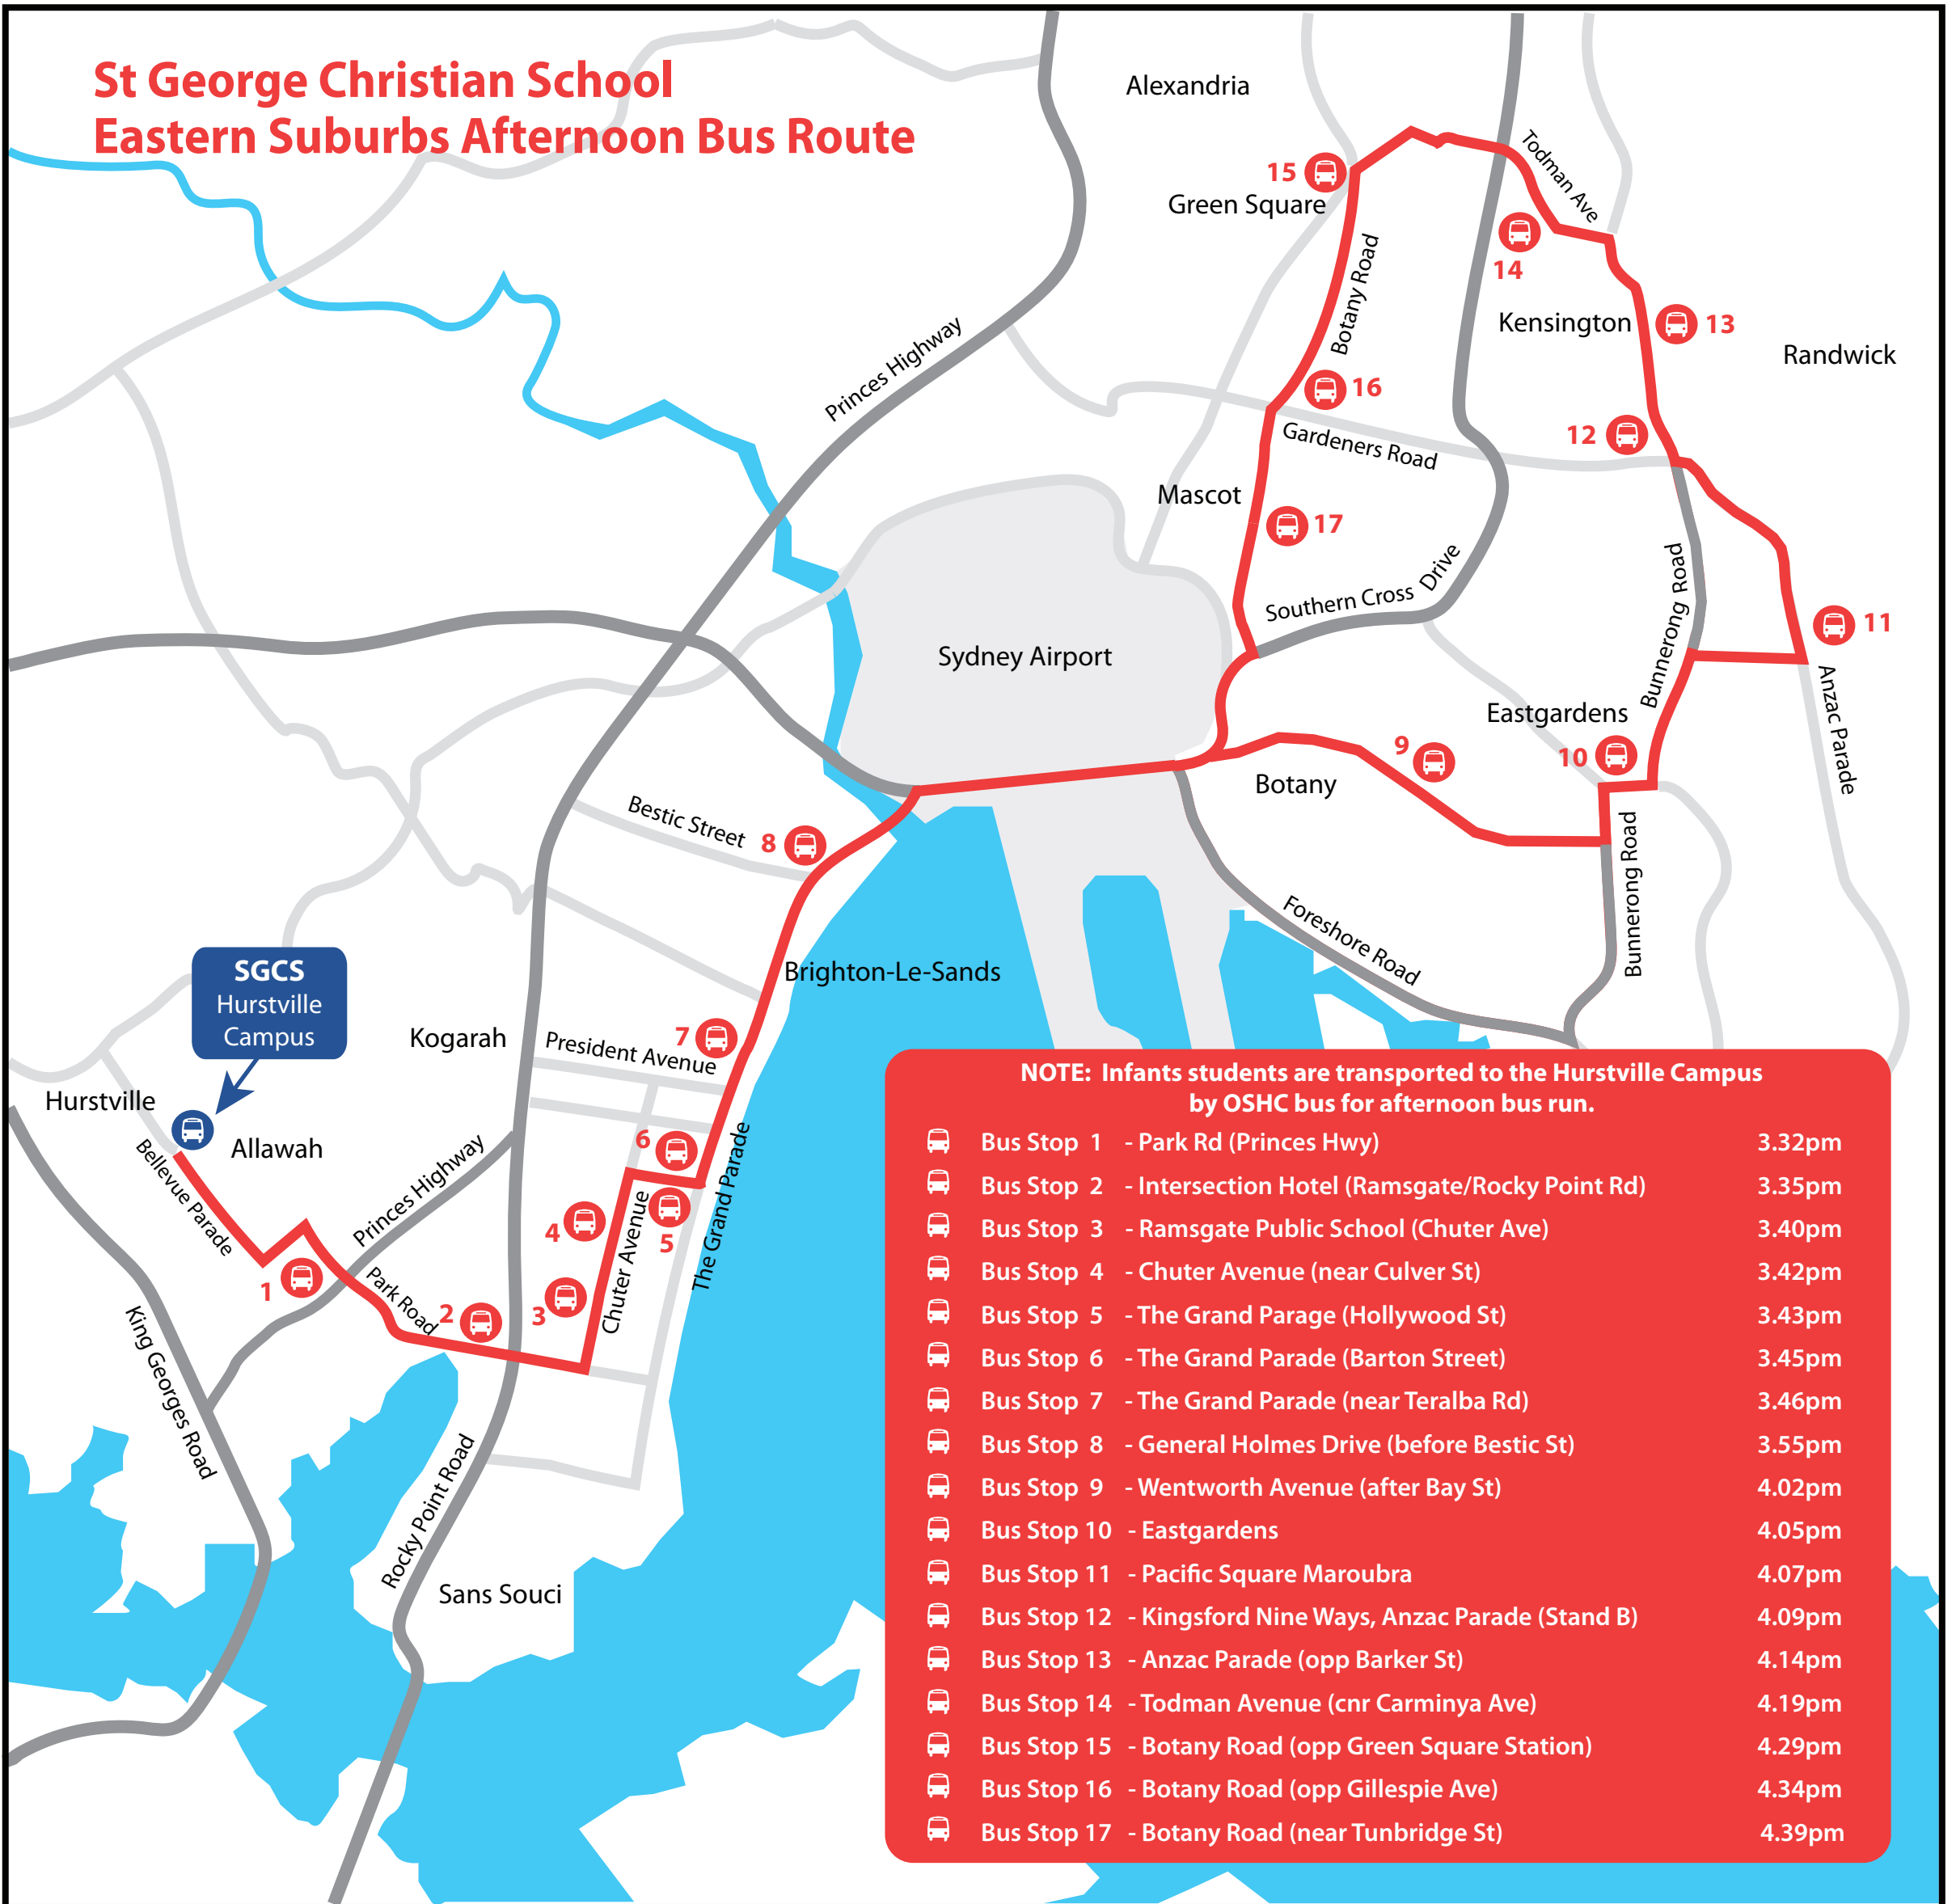 St George Christian School
Eastern Suburbs Afternoon Bus Route
Alexandria
Todman Ave
15
Green Square
14
Botany Road
Kensington
13
Randwick
Princes Highway
16
12
Gardeners Road
Mascot
17
Southern Cross Drive
Bunnerong Road
11
Sydney Airport
Anzac Parade
Eastgardens
9
10
Botany
Bestic Street
8
Bunnerong Road
Foreshore Road
Brighton-Le-Sands
SGCS
Hurstville
Campus
Kogarah
President Avenue
7
Hurstville
Allawah
Bellevue Parade
Princes Highway
6
4
5
Chuter Avenue
The Grand Parade
1
Park Road
2
3
King Georges Road
Rocky Point Road
Sans Souci
NOTE: Infants students are transported to the Hurstville Campus
by OSHC bus for afternoon bus run.
Bus Stop 1 - Park Rd (Princes Hwy) 3.32pm
Bus Stop 2 - Intersection Hotel (Ramsgate/Rocky Point Rd) 3.35pm
Bus Stop 3 - Ramsgate Public School (Chuter Ave) 3.40pm
Bus Stop 4 - Chuter Avenue (near Culver St) 3.42pm
Bus Stop 5 - The Grand Parage (Hollywood St) 3.43pm
Bus Stop 6 - The Grand Parade (Barton Street) 3.45pm
Bus Stop 7 - The Grand Parade (near Teralba Rd) 3.46pm
Bus Stop 8 - General Holmes Drive (before Bestic St) 3.55pm
Bus Stop 9 - Wentworth Avenue (after Bay St) 4.02pm
Bus Stop 10 - Eastgardens 4.05pm
Bus Stop 11 - Pacific Square Maroubra 4.07pm
Bus Stop 12 - Kingsford Nine Ways, Anzac Parade (Stand B) 4.09pm
Bus Stop 13 - Anzac Parade (opp Barker St) 4.14pm
Bus Stop 14 - Todman Avenue (cnr Carminya Ave) 4.19pm
Bus Stop 15 - Botany Road (opp Green Square Station) 4.29pm
Bus Stop 16 - Botany Road (opp Gillespie Ave) 4.34pm
Bus Stop 17 - Botany Road (near Tunbridge St) 4.39pm